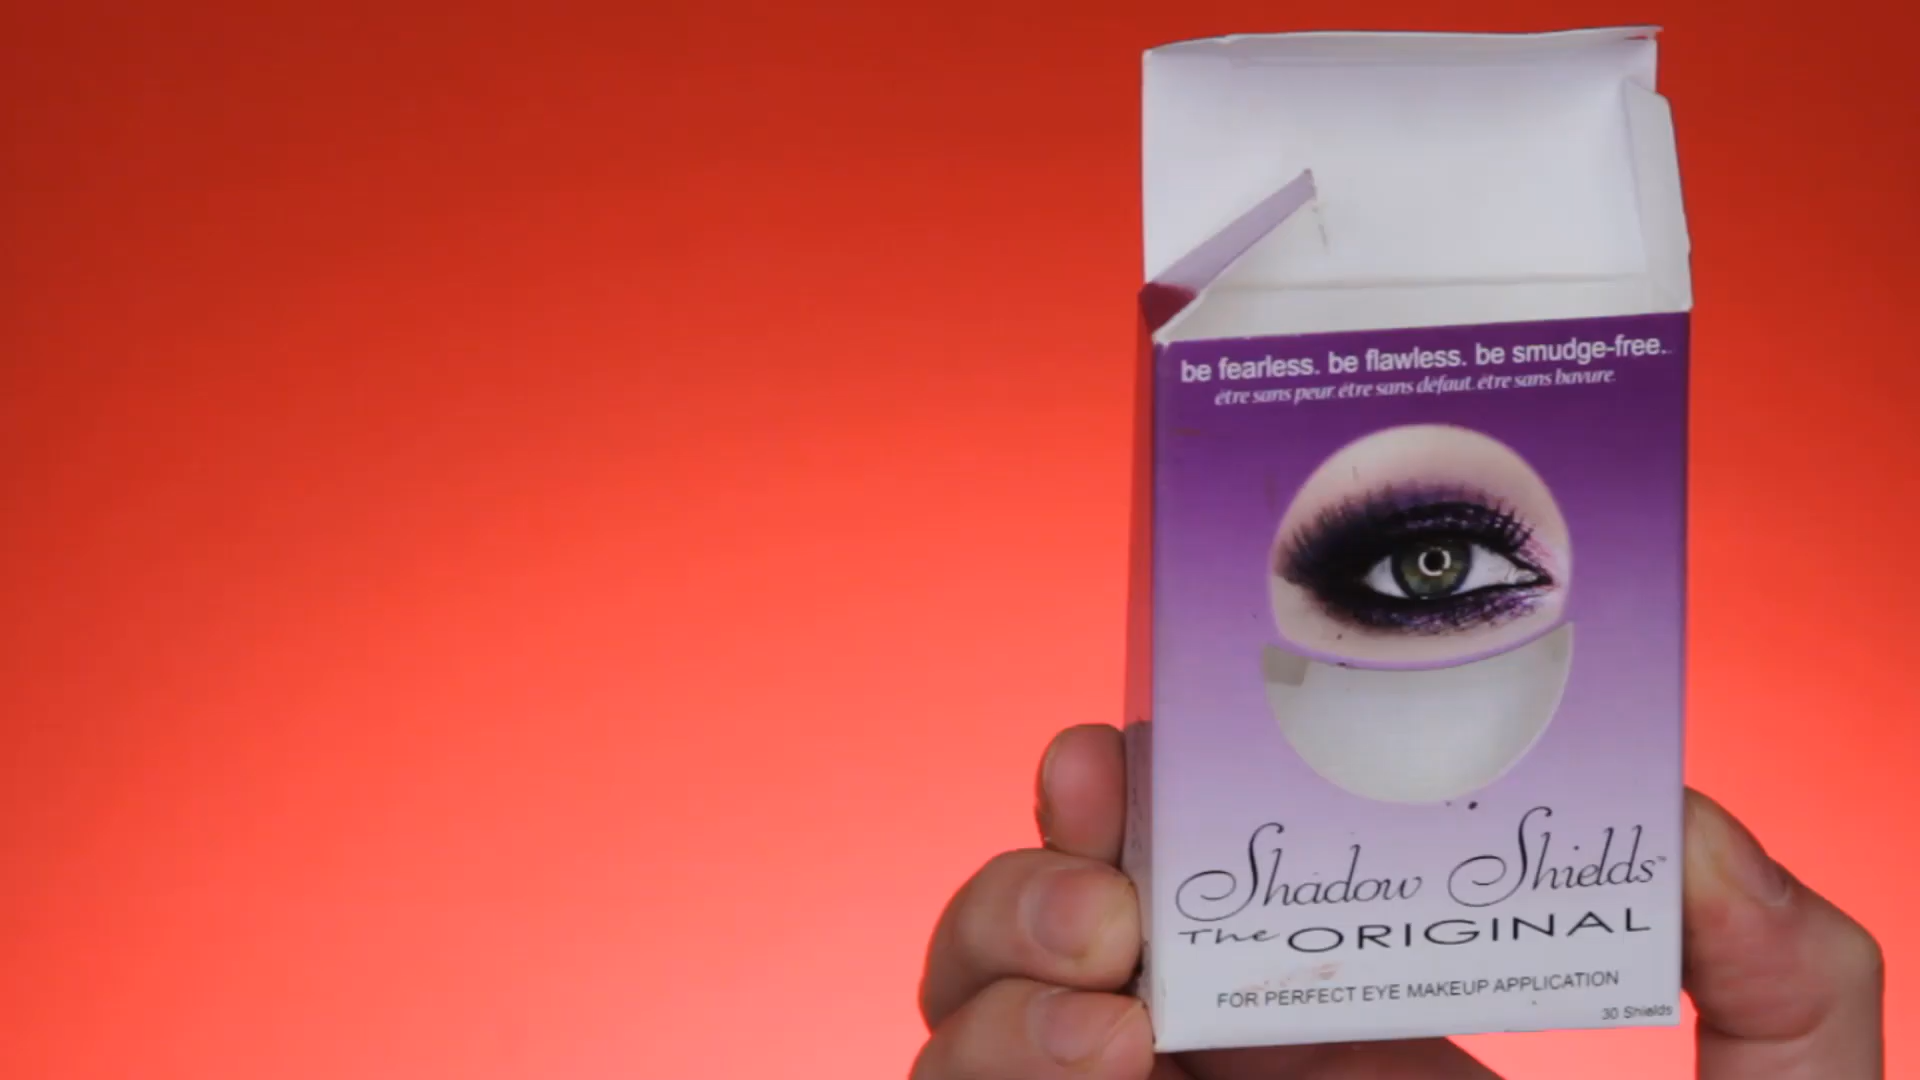 be fearless. be flawless. be smudge-free.
être sans peur. être sans défaut. être sans bavure.
Shadow Shields™
The ORIGINAL
FOR PERFECT EYE MAKEUP APPLICATION
30 Shields